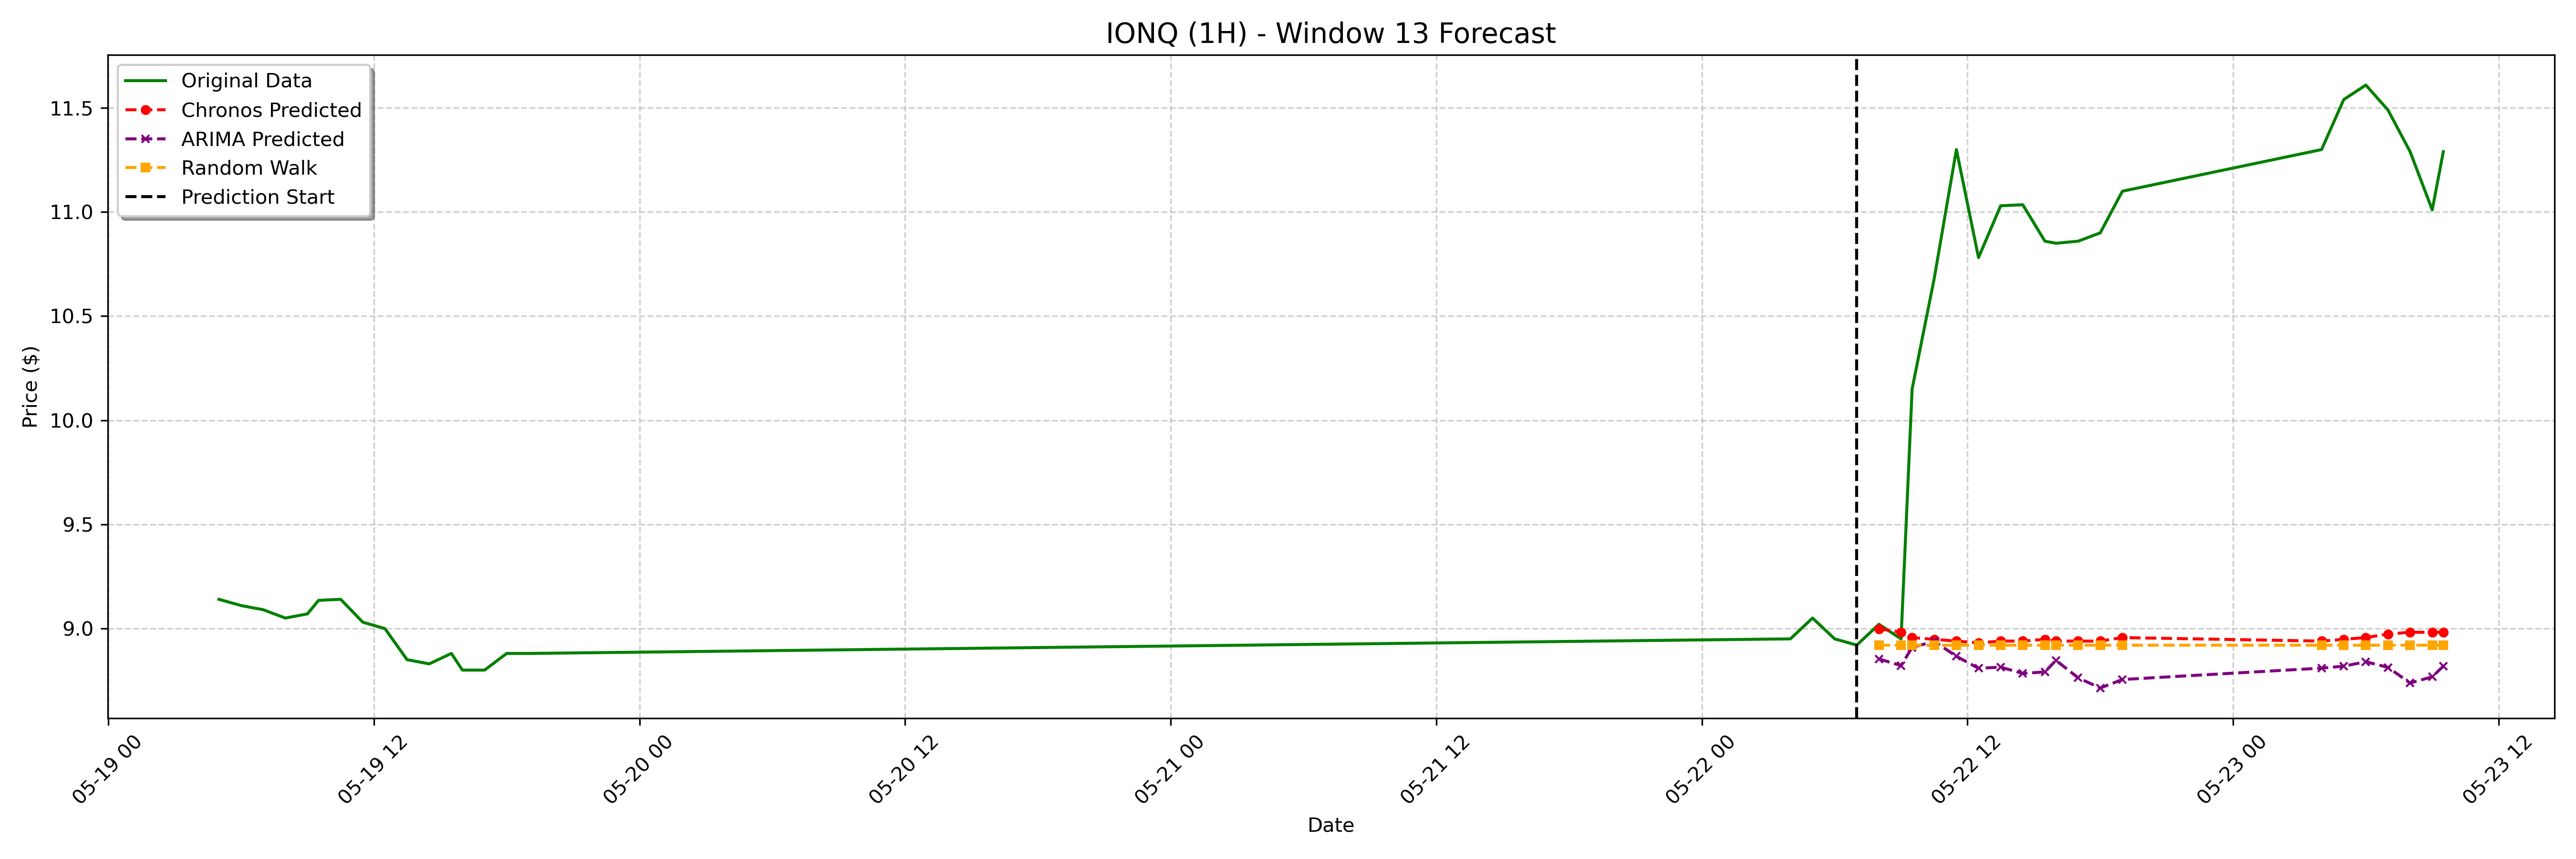 IONQ (1H) - Window 13 Forecast
Original Data
Chronos Predicted
ARIMA Predicted
Random Walk
Prediction Start
Price ($)
11.5
11.0
10.5
10.0
9.5
9.0
05-19 00
05-19 12
05-20 00
05-20 12
05-21 00
05-21 12
05-22 00
05-22 12
05-23 00
05-23 12
Date